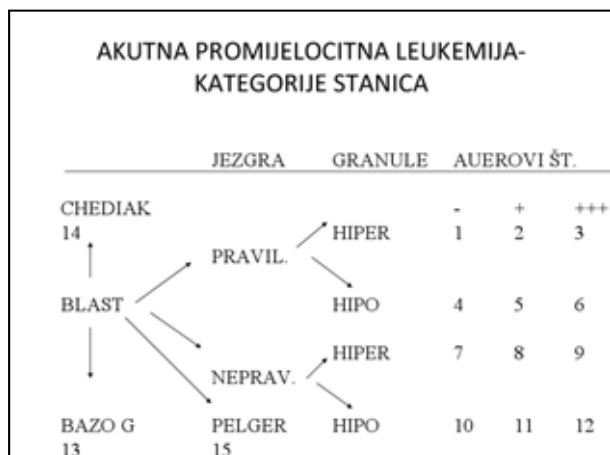 AKUTNA PROMIJELOCITNA LEUKEMIJA-
KATEGORIJE STANICA
JEZGRA GRANULE AUEROVI ŠT.
CHEDIAK - + +++
14 HIPER 1 2 3
PRAVIL.
BLAST HIPO 4 5 6
HIPER 7 8 9
NEPRAV.
BAZO G PELGER HIPO 10 11 12
13 15